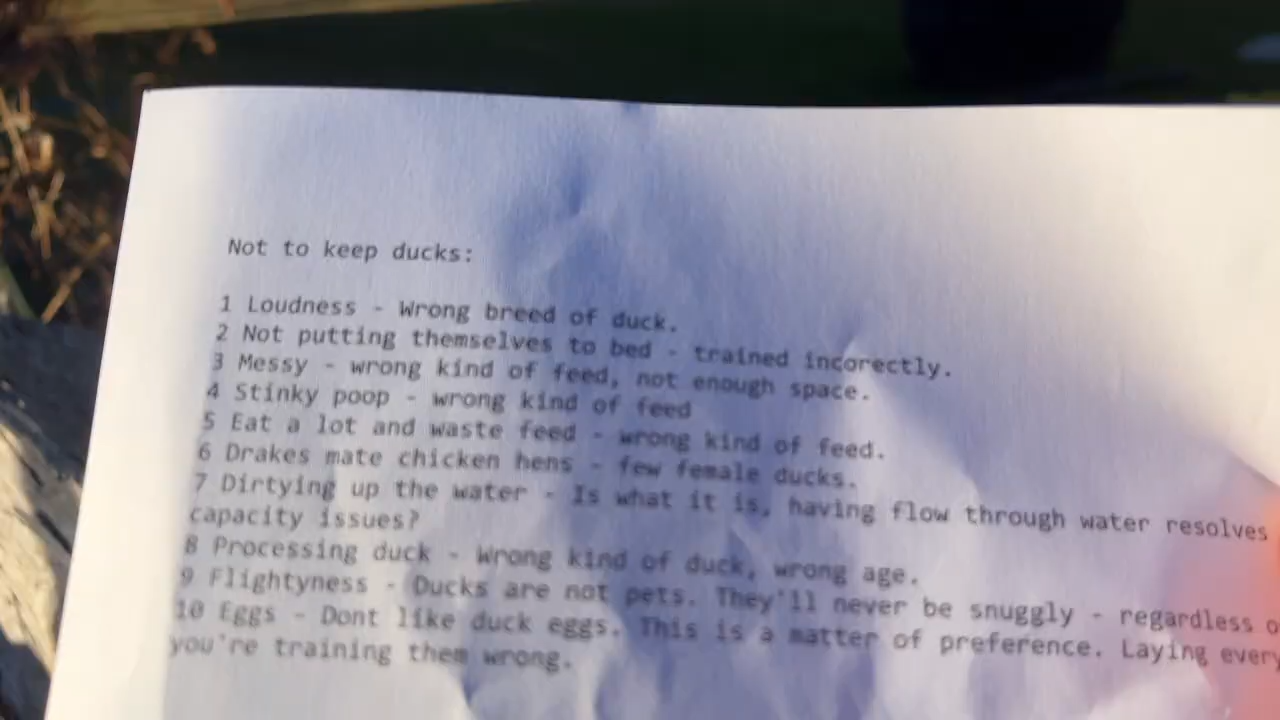 Not to keep ducks:
1 Loudness - Wrong breed of duck.
2 Not putting themselves to bed - trained incorectly.
3 Messy - wrong kind of feed, not enough space.
4 Stinky poop - wrong kind of feed
5 Eat a lot and waste feed - wrong kind of feed.
6 Drakes mate chicken hens - few female ducks.
7 Dirtying up the water - Is what it is, having flow through water resolves
capacity issues?
8 Processing duck - Wrong kind of duck, wrong age.
9 Flightyness - Ducks are not pets. They'll never be snuggly - regardless o
10 Eggs - Dont like duck eggs. This is a matter of preference. Laying every
you're training them wrong.